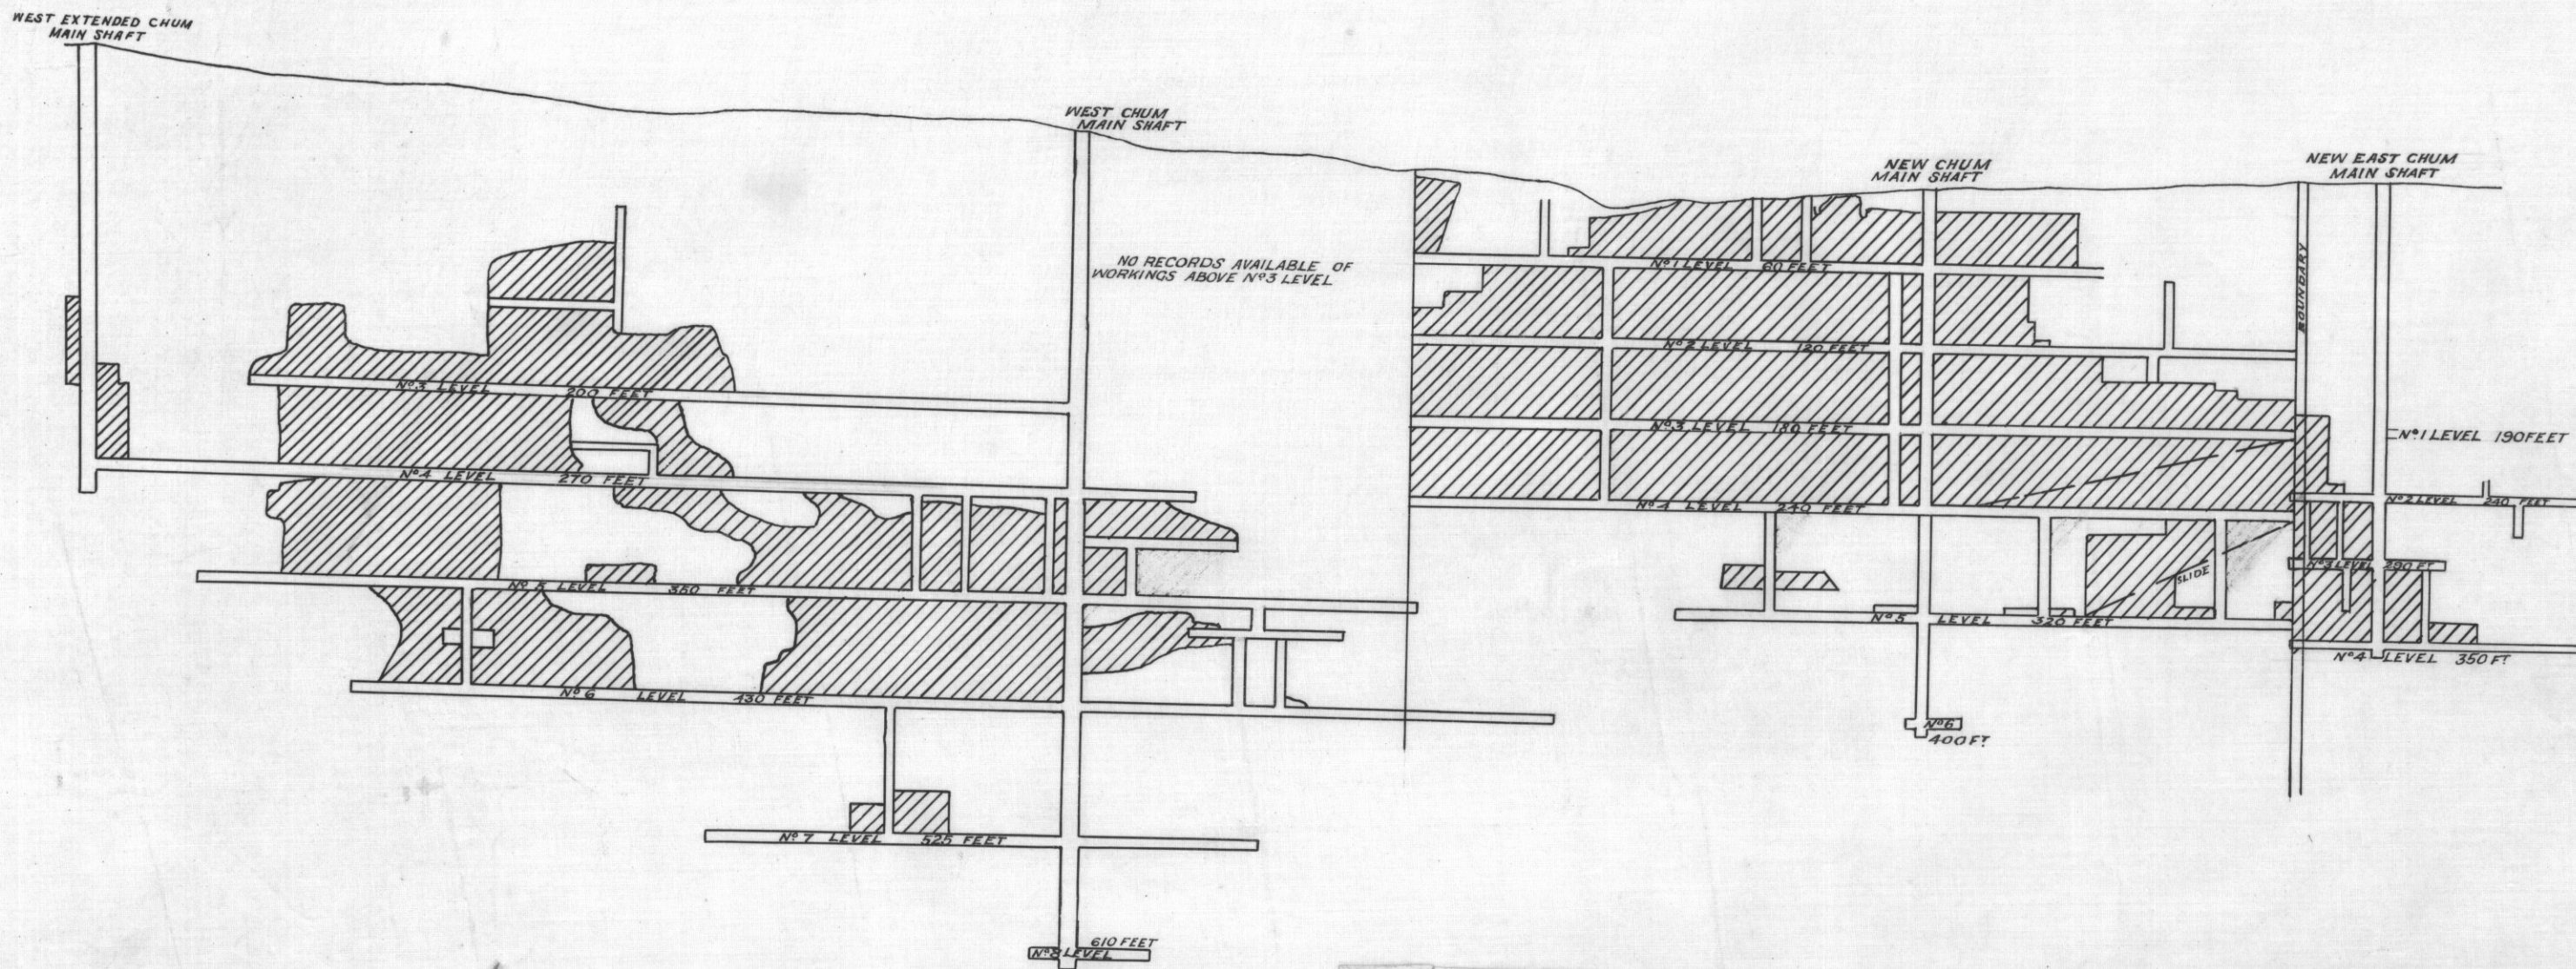 WEST EXTENDED CHUM
MAIN SHAFT
WEST CHUM
MAIN SHAFT
NEW CHUM
MAIN SHAFT
NEW EAST CHUM
MAIN SHAFT
NO RECORDS AVAILABLE OF
WORKINGS ABOVE Nº3 LEVEL
BOUNDARY
Nº1 LEVEL 60 FEET
Nº2 LEVEL 120 FEET
Nº3 LEVEL 200 FEET
Nº3 LEVEL 180 FEET
Nº1 LEVEL 190 FEET
Nº4 LEVEL 270 FEET
Nº4 LEVEL 240 FEET
Nº2 LEVEL 240 FEET
Nº3 LEVEL 290 FT
SLIDE
Nº5 LEVEL 350 FEET
Nº5 LEVEL 320 FEET
Nº4 LEVEL 350 FT
Nº6 LEVEL 430 FEET
Nº6
400 FT
Nº7 LEVEL 525 FEET
610 FEET
Nº8 LEVEL